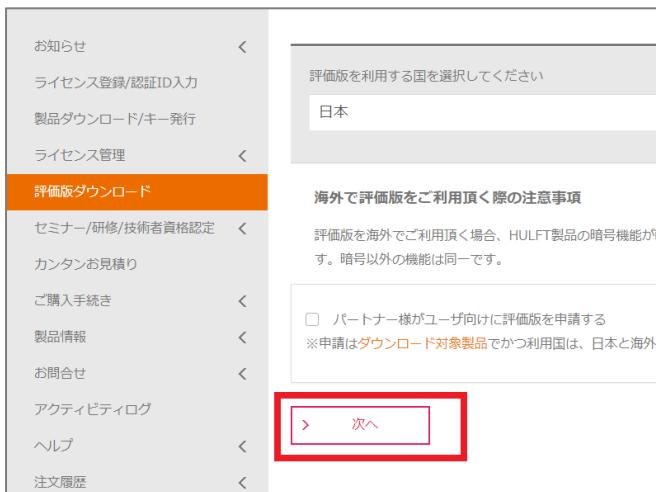 お知らせ
ライセンス登録/認証ID入力
製品ダウンロード/キー発行
ライセンス管理
評価版ダウンロード
セミナー/研修/技術者資格認定
カンタンお見積り
ご購入手続き
製品情報
お問合せ
アクティビティログ
ヘルプ
注文履歴
評価版を利用する国を選択してください
日本
海外で評価版をご利用頂く際の注意事項
評価版を海外でご利用頂く場合、HULFT製品の暗号機能が
す。暗号以外の機能は同一です。
パートナー様がユーザ向けに評価版を申請する
※申請はダウンロード対象製品でかつ利用国は、日本と海外
次へ